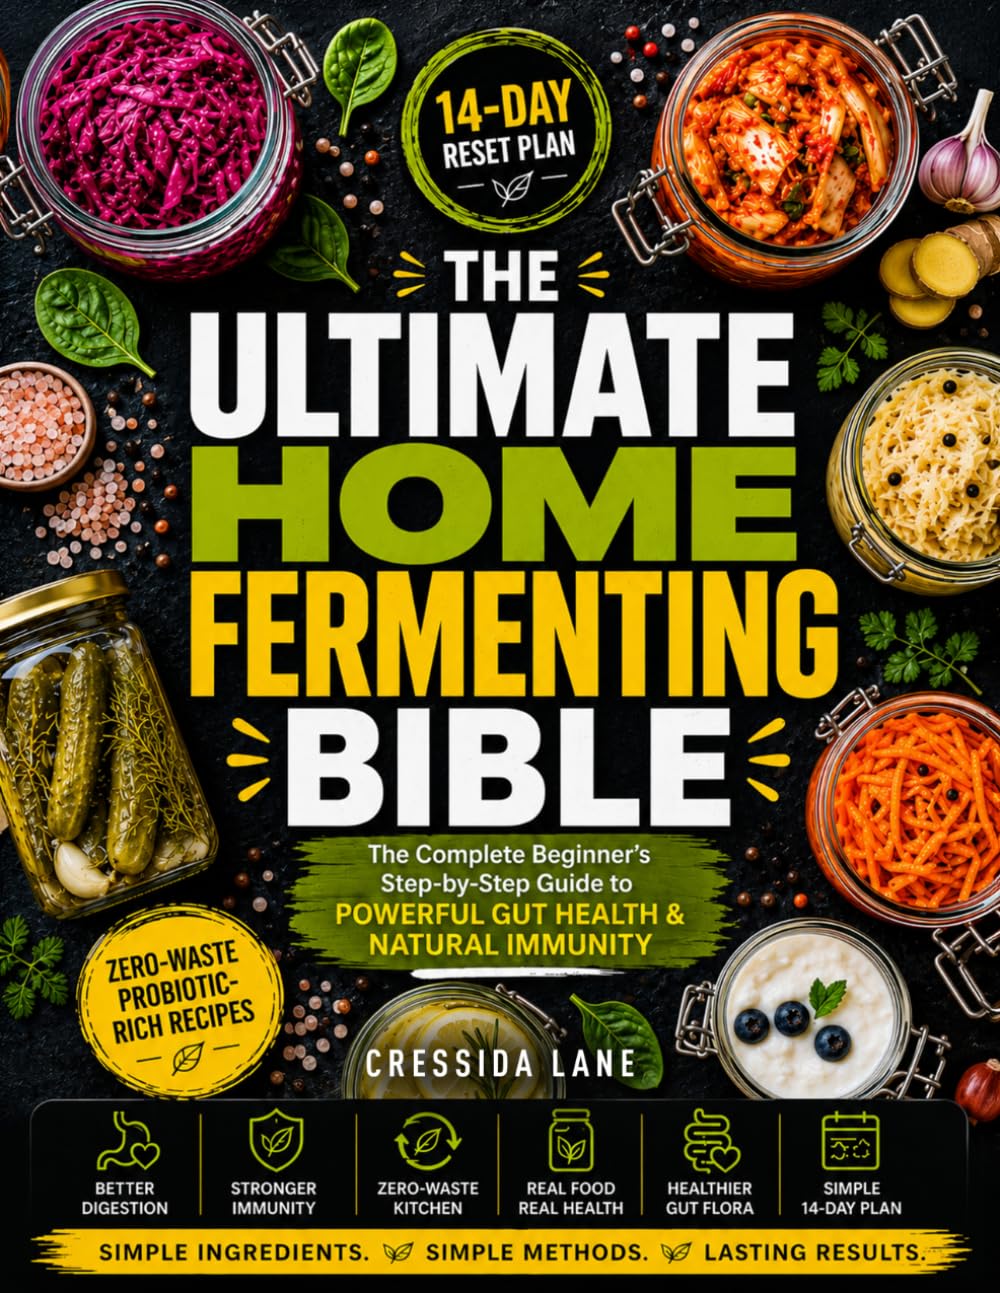 14-DAY
RESET PLAN
THE
ULTIMATE
HOME
FERMENTING
BIBLE
The Complete Beginner's
Step-by-Step Guide to
POWERFUL GUT HEALTH &
NATURAL IMMUNITY
ZERO-WASTE
PROBIOTIC-
RICH RECIPES
CRESSIDA LANE
BETTER
DIGESTION
STRONGER
IMMUNITY
ZERO-WASTE
KITCHEN
REAL FOOD
REAL HEALTH
HEALTHIER
GUT FLORA
SIMPLE
14-DAY PLAN
SIMPLE INGREDIENTS. SIMPLE METHODS. LASTING RESULTS.